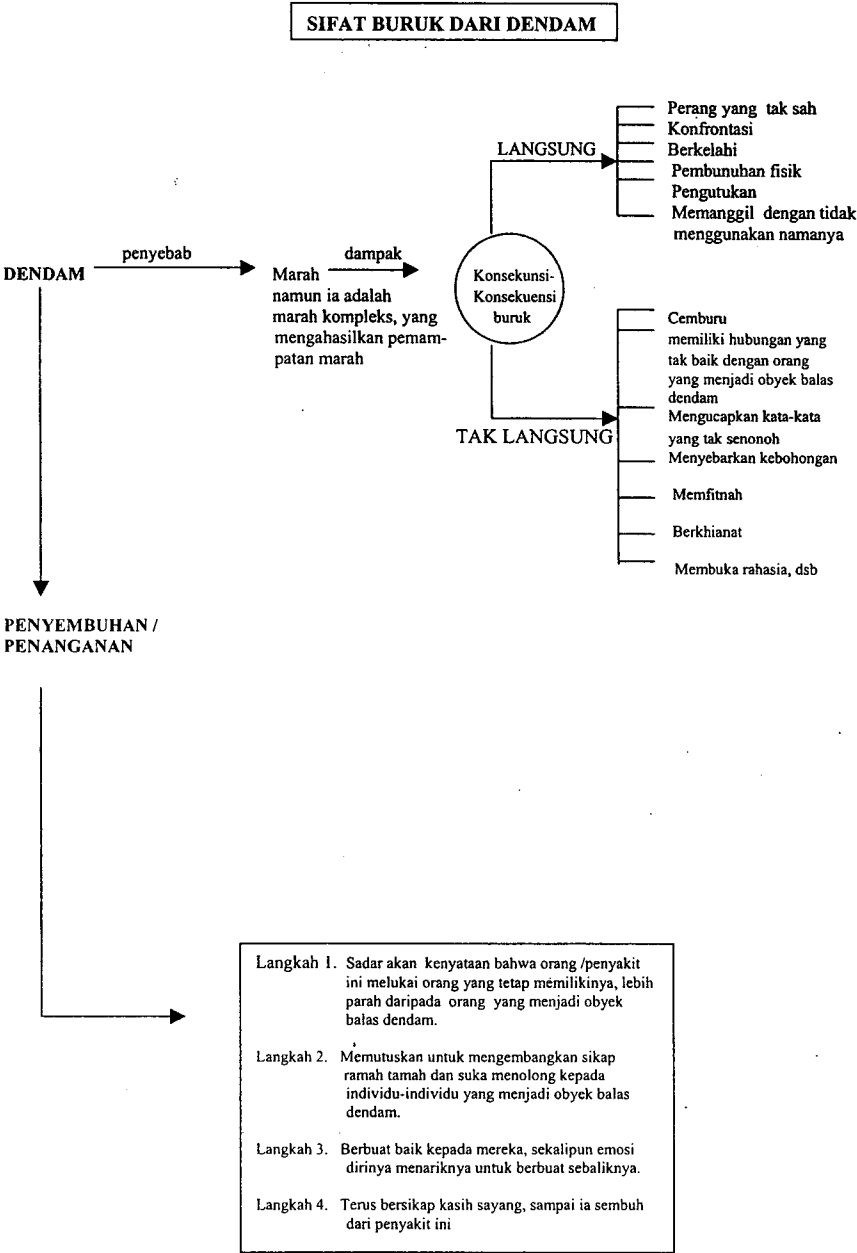 SIFAT BURUK DARI DENDAM
Perang yang tak sah
Konfrontasi
LANGSUNG
Berkelahi
Pembunuhan fisik
Pengutukan
Memanggil dengan tidak
menggunakan namanya
DENDAM
penyebab
Marah
namun ia adalah
marah kompleks, yang
mengahasilkan pemam-
patan marah
dampak
Konsekunsi-
Konsekuensi
buruk
TAK LANGSUNG
Cemburu
memiliki hubungan yang
tak baik dengan orang
yang menjadi obyek balas
dendam
Mengucapkan kata-kata
yang tak senonoh
Menyebarkan kebohongan
Memfitnah
Berkhianat
Membuka rahasia, dsb
PENYEMBUHAN /
PENANGANAN
Langkah 1. Sadar akan kenyataan bahwa orang /penyakit
ini melukai orang yang tetap memilikinya, lebih
parah daripada orang yang menjadi obyek
balas dendam.
Langkah 2. Memutuskan untuk mengembangkan sikap
ramah tamah dan suka menolong kepada
individu-individu yang menjadi obyek balas
dendam.
Langkah 3. Berbuat baik kepada mereka, sekalipun emosi
dirinya menariknya untuk berbuat sebaliknya.
Langkah 4. Terus bersikap kasih sayang, sampai ia sembuh
dari penyakit ini